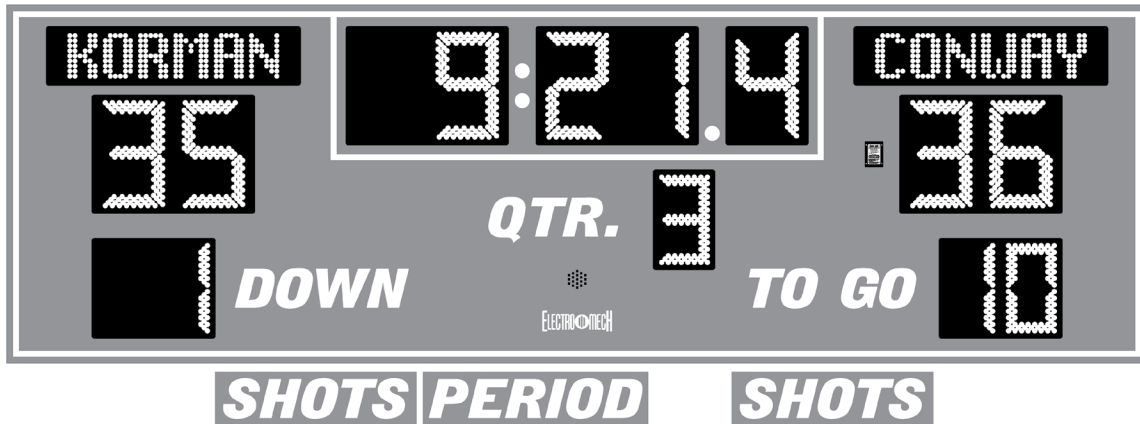 KORMAN 9:21.4 CONWAY
35 36
QTR. 3
1 DOWN TO GO 10
ELECTRO MECH
SHOTS PERIOD SHOTS